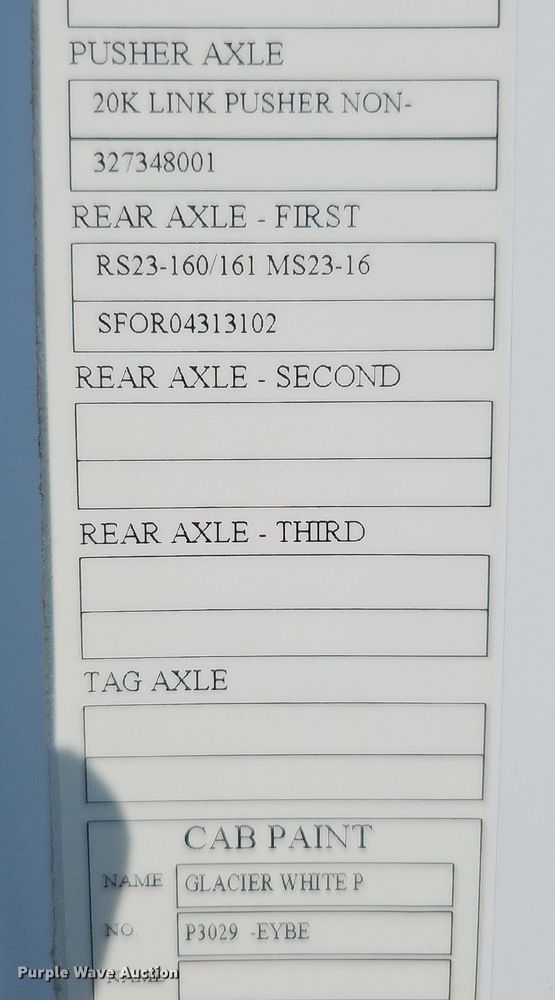 PUSHER AXLE
20K LINK PUSHER NON-
327348001
REAR AXLE - FIRST
RS23-160/161 MS23-16
SFOR04313102
REAR AXLE - SECOND
REAR AXLE - THIRD
TAG AXLE
CAB PAINT
NAME GLACIER WHITE P
NO. P3029 -EYBE
NAME
Purple Wave Auction